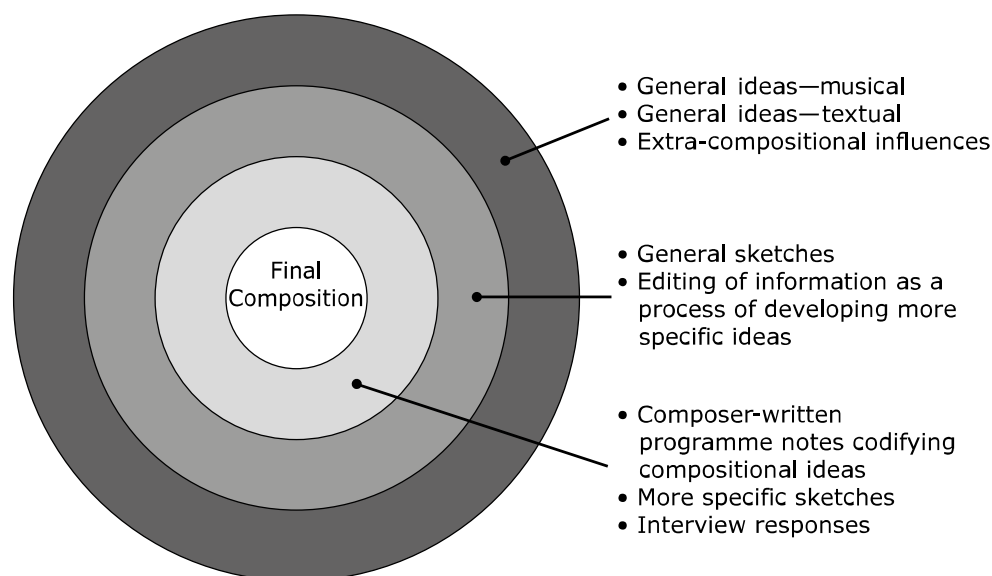 • General ideas—musical
• General ideas—textual
• Extra-compositional influences
Final
Composition
• General sketches
• Editing of information as a
process of developing more
specific ideas
• Composer-written
programme notes codifying
compositional ideas
• More specific sketches
• Interview responses